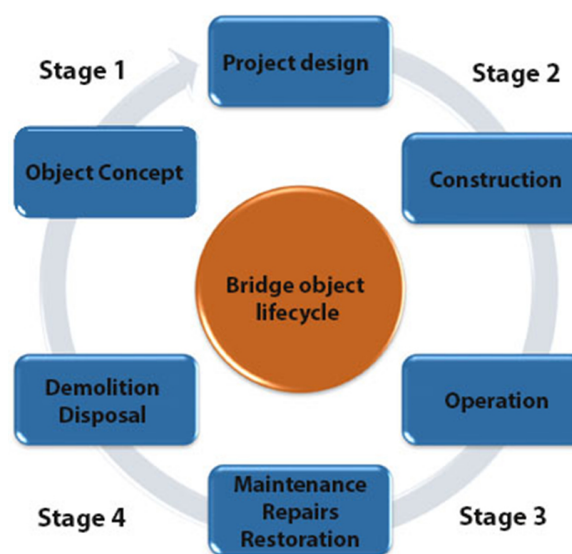 Project design
Stage 1
Stage 2
Object Concept
Construction
Bridge object
lifecycle
Demolition
Disposal
Operation
Maintenance
Repairs
Restoration
Stage 4
Stage 3